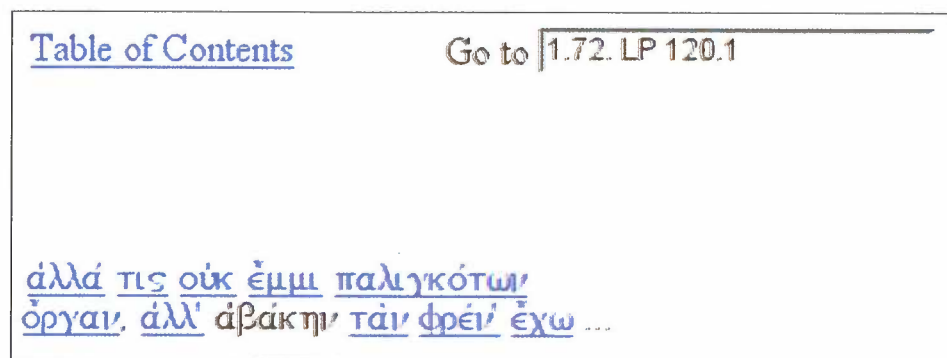 Table of Contents Go to 1.72. LP 120.1
ἀλλά τις οὐκ ἔμμι παλιγκότων
ὄργαν, ἀλλ' ἀβάκην τὰν φρέν' ἔχω ...